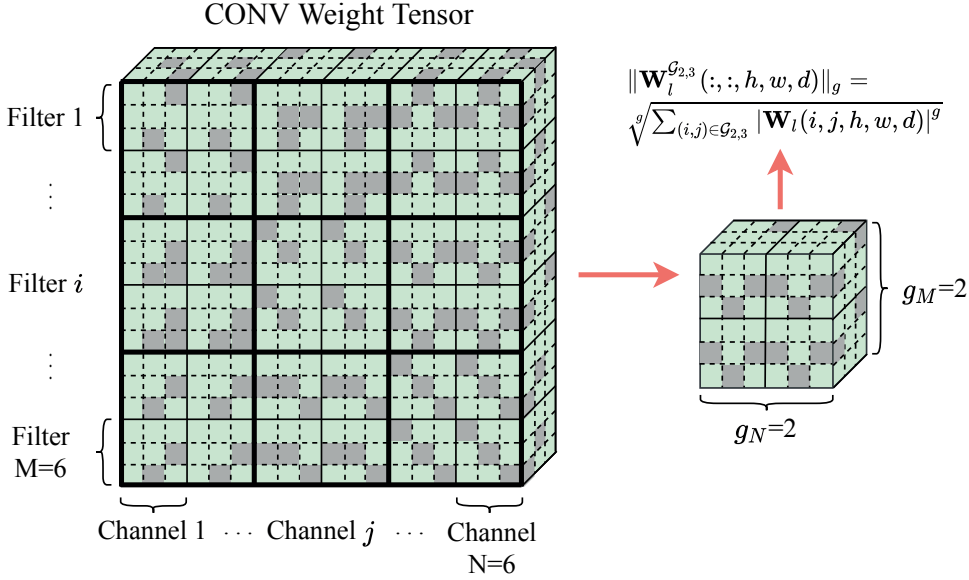 CONV Weight Tensor
Filter 1
⋮
Filter i
⋮
Filter
M=6
Channel 1 ⋯ Channel j ⋯ Channel
N=6
‖W_l^{𝒢_{2,3}}(:,:,h,w,d)‖_g =
\sqrt[g]{∑_{(i,j)∈𝒢_{2,3}} |W_l(i,j,h,w,d)|^g}
g_M=2
g_N=2